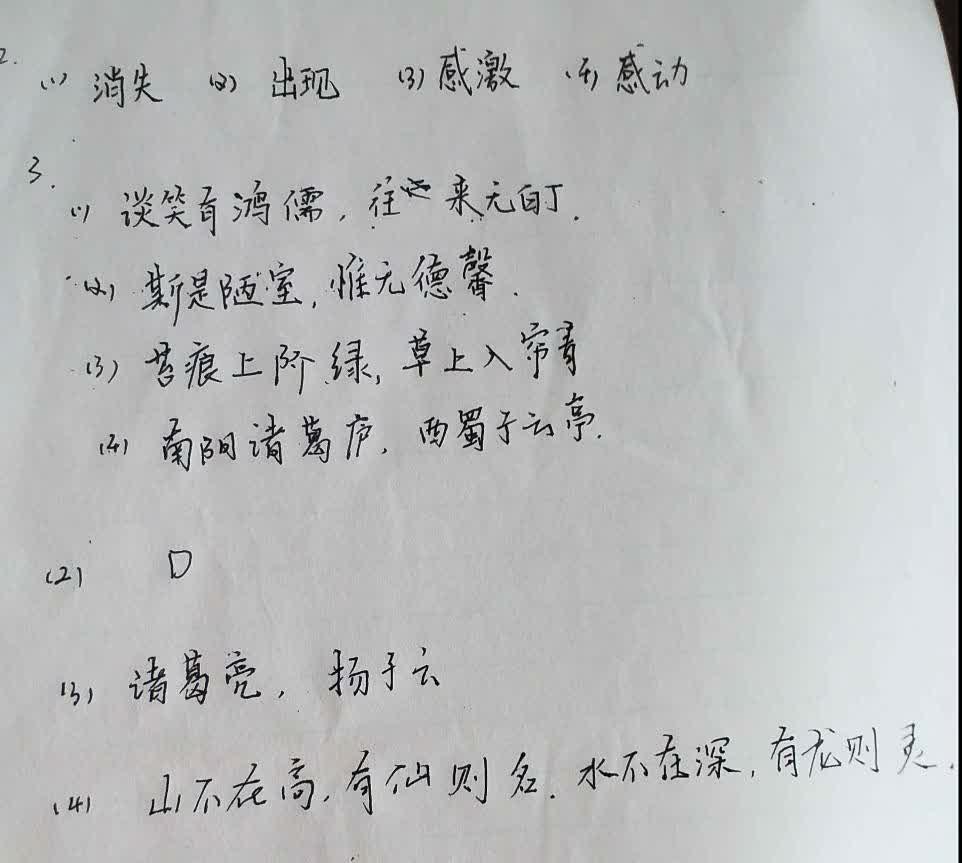 2.
(1) 消失 (2) 出现 (3) 感激 (4) 感动
3.
(1) 谈笑有鸿儒, 往来无白丁.
(2) 斯是陋室, 惟无德馨.
(3) 苔痕上阶绿, 草上入帘青
(4) 南阳诸葛庐, 西蜀子云亭.
(2) D
(3) 诸葛亮, 扬子云
(4) 山不在高, 有仙则名. 水不在深, 有龙则灵.